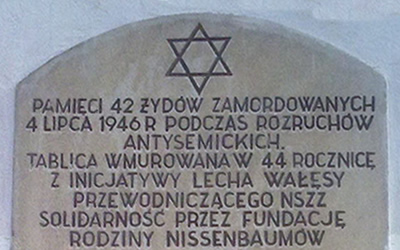 PAMIĘCI 42 ŻYDÓW ZAMORDOWANYCH
4 LIPCA 1946 R PODCZAS ROZRUCHÓW
ANTYSEMICKICH.
TABLICA WMUROWANA W 44 ROCZNICĘ
Z INICJATYWY LECHA WAŁĘSY
PRZEWODNICZĄCEGO NSZZ
SOLIDARNOŚĆ PRZEZ FUNDACJĘ
RODZINY NISSENBAUMÓW